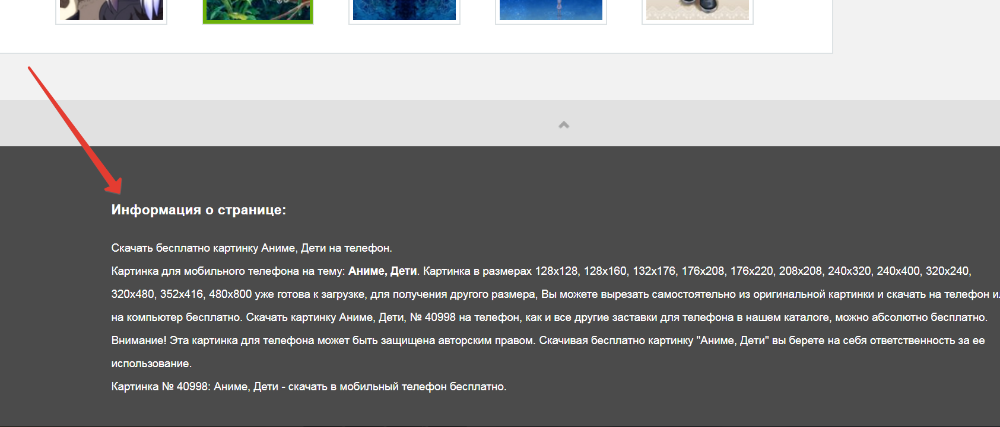 Информация о странице:
Скачать бесплатно картинку Аниме, Дети на телефон.
Картинка для мобильного телефона на тему: Аниме, Дети. Картинка в размерах 128x128, 128x160, 132x176, 176x208, 176x220, 208x208, 240x320, 240x400, 320x240,
320x480, 352x416, 480x800 уже готова к загрузке, для получения другого размера, Вы можете вырезать самостоятельно из оригинальной картинки и скачать на телефон
на компьютер бесплатно. Скачать картинку Аниме, Дети, № 40998 на телефон, как и все другие заставки для телефона в нашем каталоге, можно абсолютно бесплатно.
Внимание! Эта картинка для телефона может быть защищена авторским правом. Скачивая бесплатно картинку "Аниме, Дети" вы берете на себя ответственность за ее
использование.
Картинка № 40998: Аниме, Дети - скачать в мобильный телефон бесплатно.